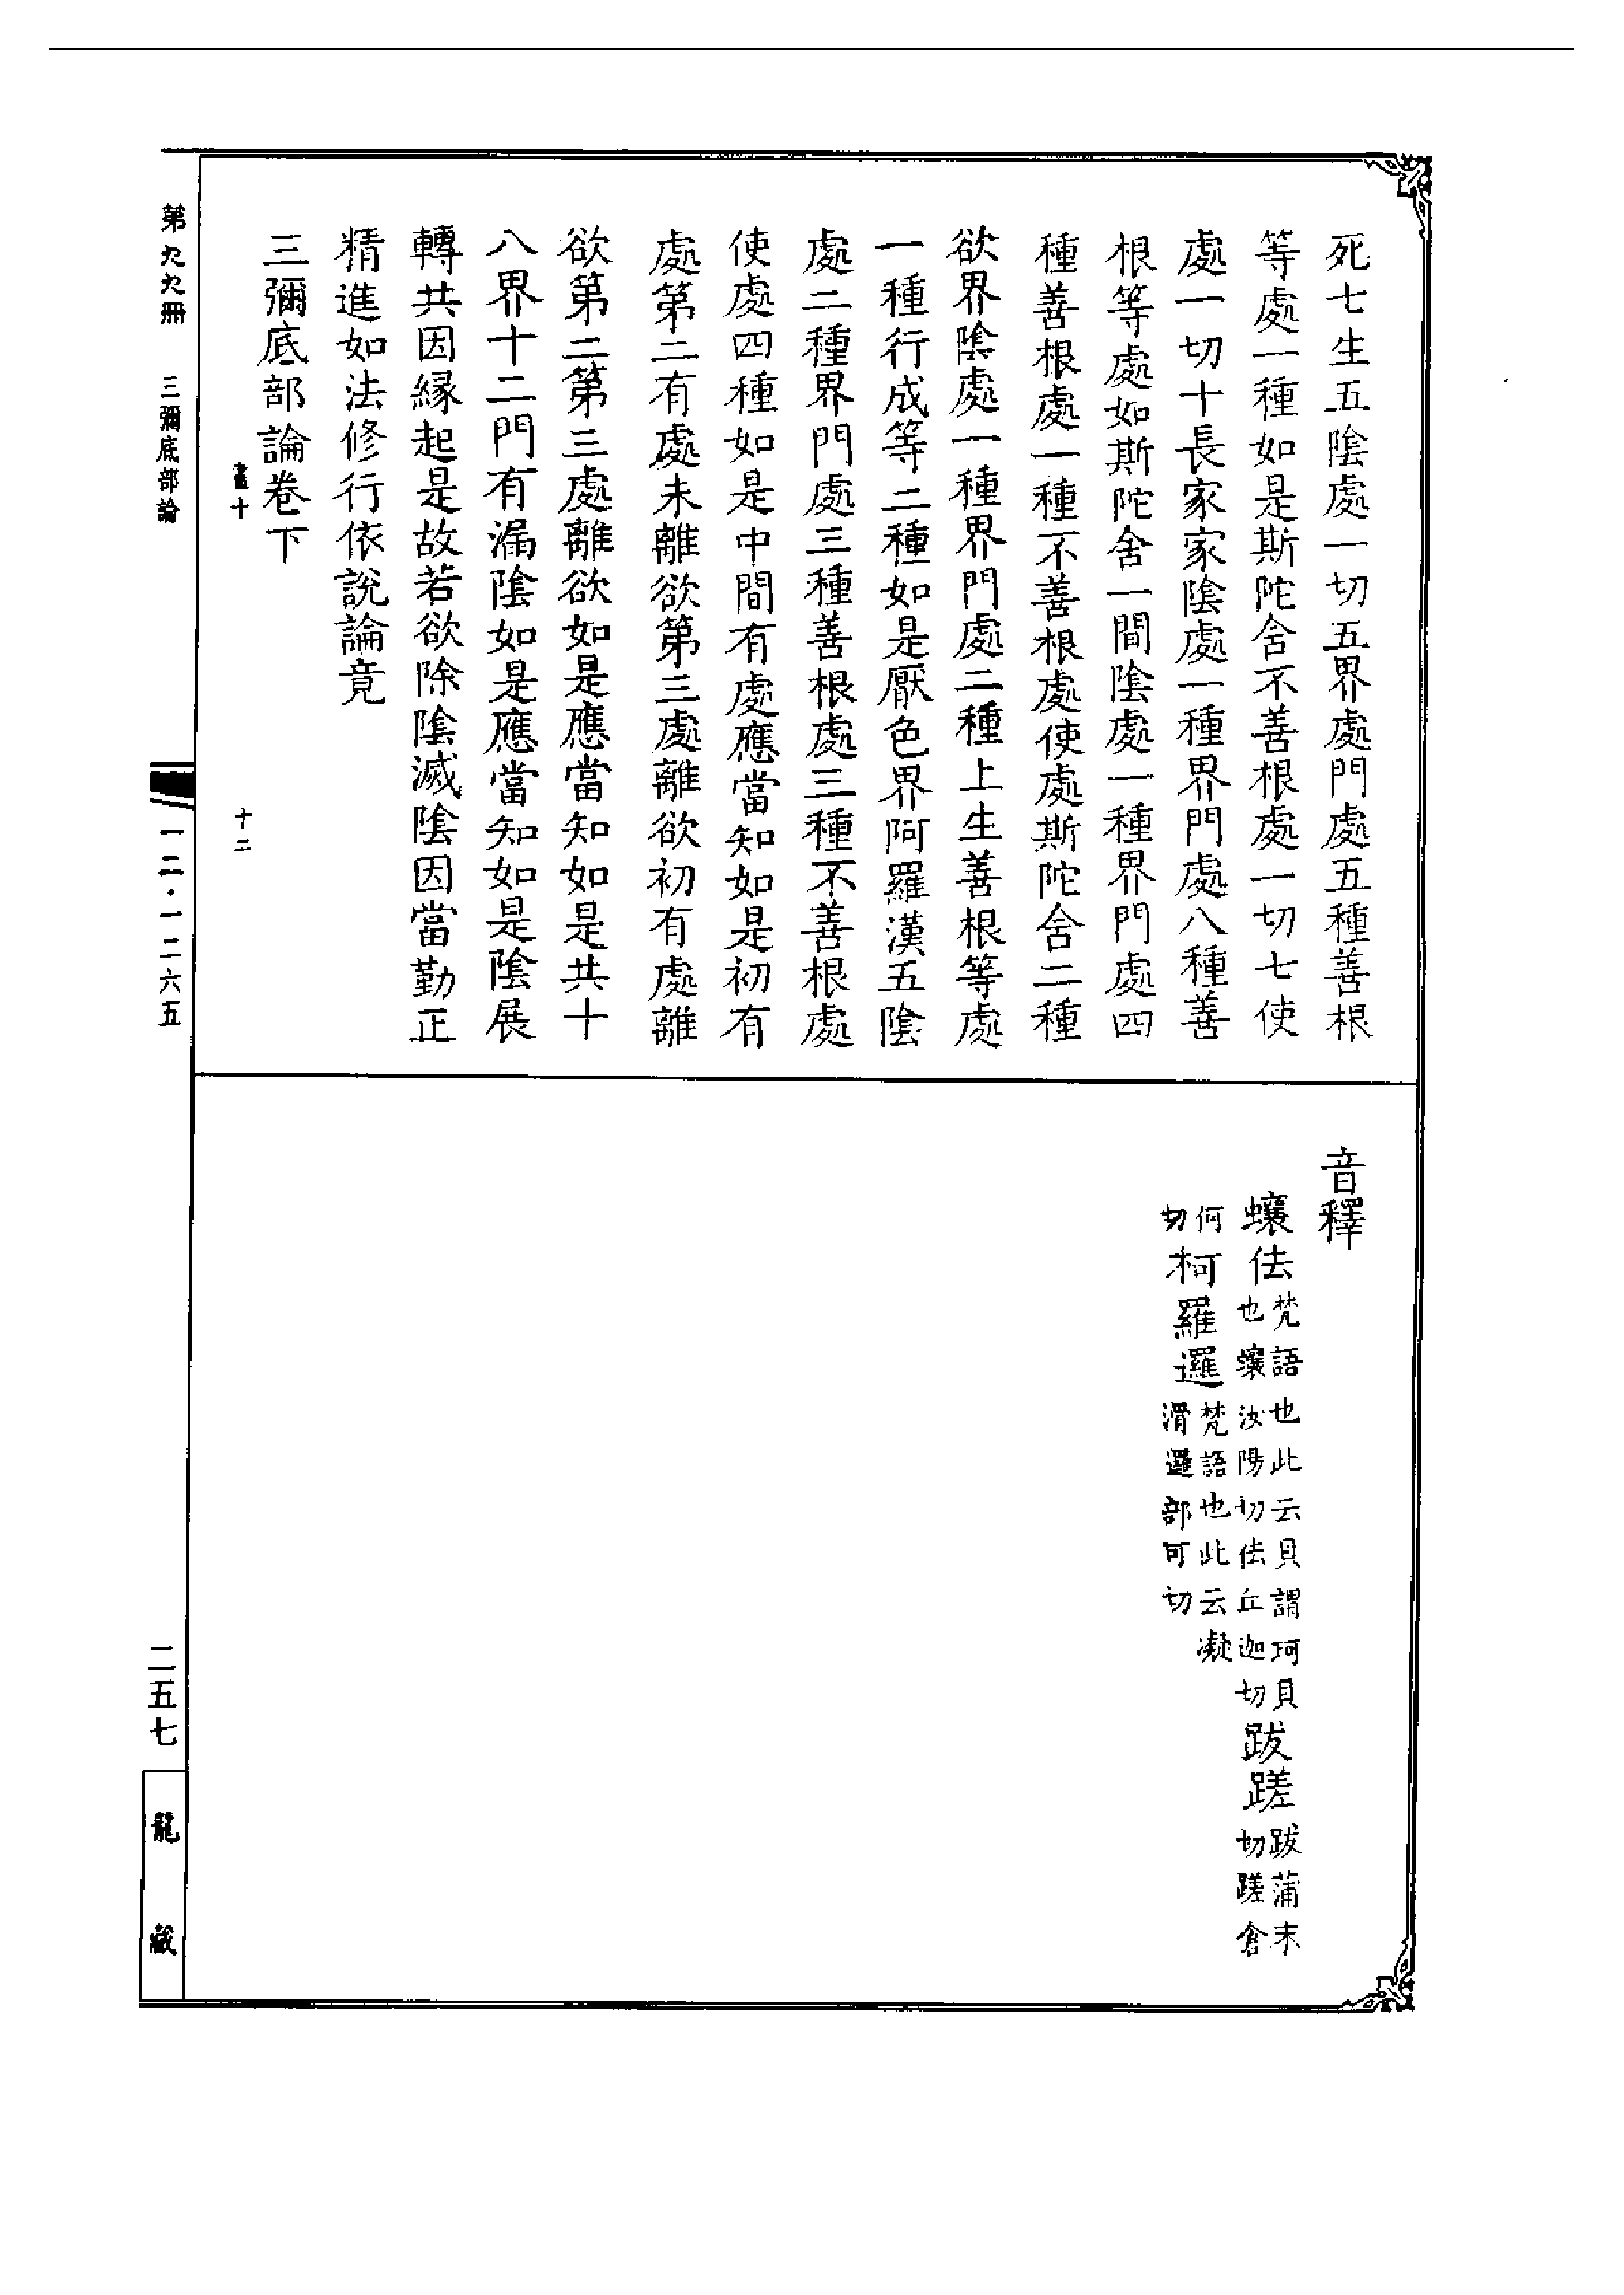 死七生五陰處一切五界處門處五種善根
等處一種如是斯陀舍不善根處一切七使
處一切十長家家陰處一種界門處八種善
根等處如斯陀舍一間陰處一種界門處四
種善根處一種不善根處使處斯陀舍二種
欲界陰處一種界門處二種上生善根等處
一種行成等二種如是厭色界阿羅漢五陰
處二種界門處三種善根處三種不善根處
使處四種如是中間有處應當知如是初有
處第二有處未離欲第三處離欲初有處離
欲第二第三處離欲如是應當知如是共十
八界十二門有漏陰如是應當知如是陰展
轉共因緣起是故若欲除陰滅陰因當勤正
精進如法修行依說論竟
三彌底部論卷下
畫十
十二
音釋
蠰佉梵語也此云貝謂珂貝也蠰汝陽切佉丘迦切跋蹉跋蒲末切蹉倉
何切柯羅邏梵語也此云凝滑邏部可切
第九九冊 三彌底部論
一二·一二六五
二五七
龍藏